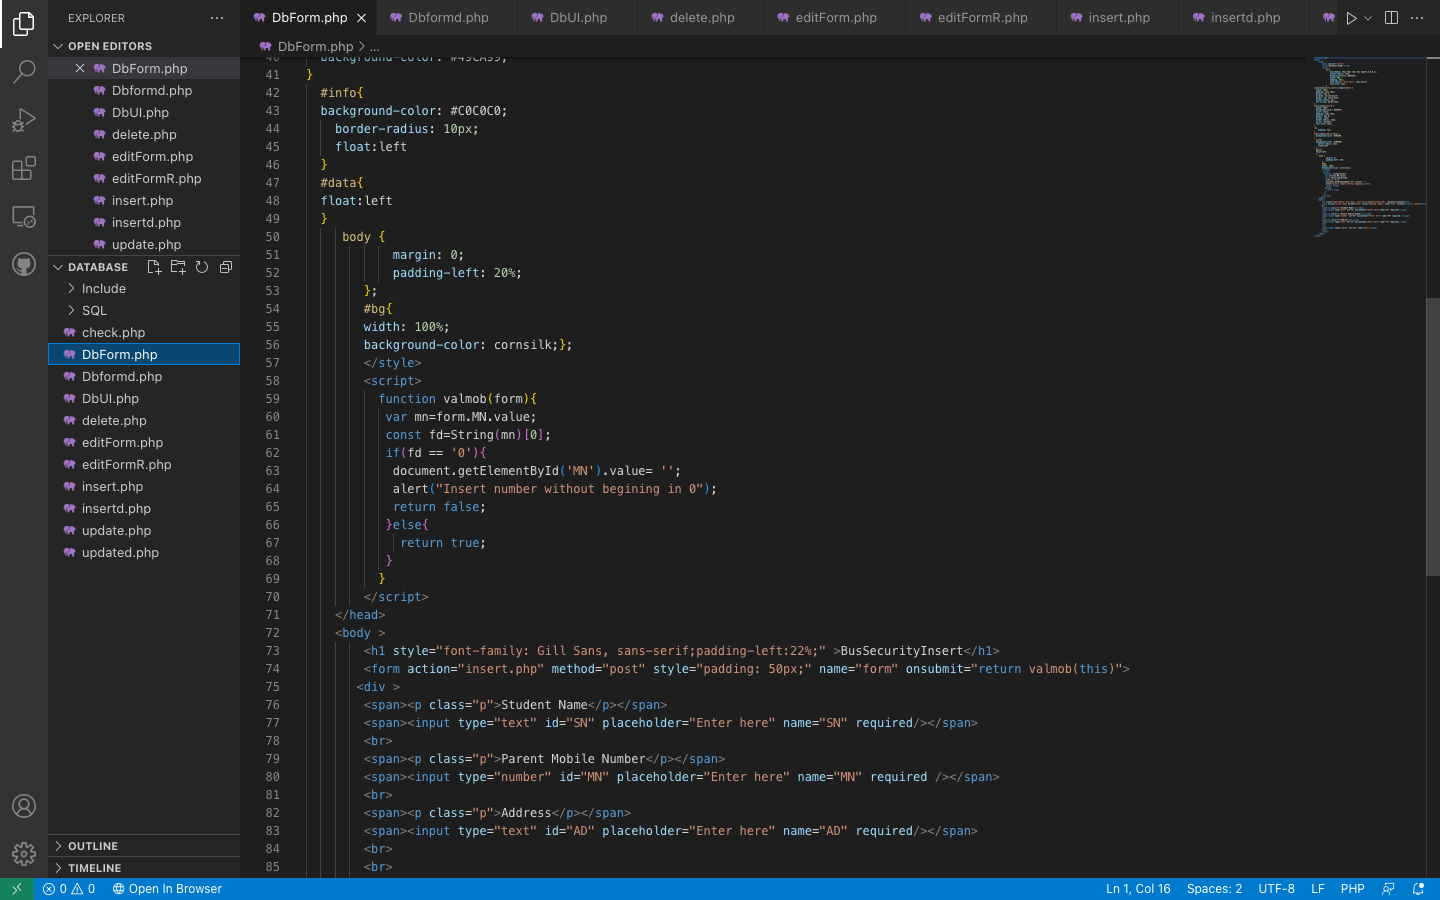 EXPLORER
OPEN EDITORS
DbForm.php
Dbformd.php
DbUI.php
delete.php
editForm.php
editFormR.php
insert.php
insertd.php
update.php
DATABASE
Include
SQL
check.php
DbForm.php
Dbformd.php
DbUI.php
delete.php
editForm.php
editFormR.php
insert.php
insertd.php
update.php
updated.php
OUTLINE
TIMELINE
DbForm.php Dbformd.php DbUI.php delete.php editForm.php editFormR.php insert.php insertd.php
DbForm.php > ...
40 background-color: #49CA99;
41 }
42 #info{
43 background-color: #C0C0C0;
44 border-radius: 10px;
45 float:left
46 }
47 #data{
48 float:left
49 }
50 body {
51 margin: 0;
52 padding-left: 20%;
53 };
54 #bg{
55 width: 100%;
56 background-color: cornsilk;};
57 </style>
58 <script>
59 function valmob(form){
60 var mn=form.MN.value;
61 const fd=String(mn)[0];
62 if(fd == '0'){
63 document.getElementById('MN').value= '';
64 alert("Insert number without begining in 0");
65 return false;
66 }else{
67 return true;
68 }
69 }
70 </script>
71 </head>
72 <body >
73 <h1 style="font-family: Gill Sans, sans-serif;padding-left:22%;" >BusSecurityInsert</h1>
74 <form action="insert.php" method="post" style="padding: 50px;" name="form" onsubmit="return valmob(this)">
75 <div >
76 <span><p class="p">Student Name</p></span>
77 <span><input type="text" id="SN" placeholder="Enter here" name="SN" required/></span>
78 <br>
79 <span><p class="p">Parent Mobile Number</p></span>
80 <span><input type="number" id="MN" placeholder="Enter here" name="MN" required /></span>
81 <br>
82 <span><p class="p">Address</p></span>
83 <span><input type="text" id="AD" placeholder="Enter here" name="AD" required/></span>
84 <br>
85 <br>
0 0 Open In Browser Ln 1, Col 16 Spaces: 2 UTF-8 LF PHP